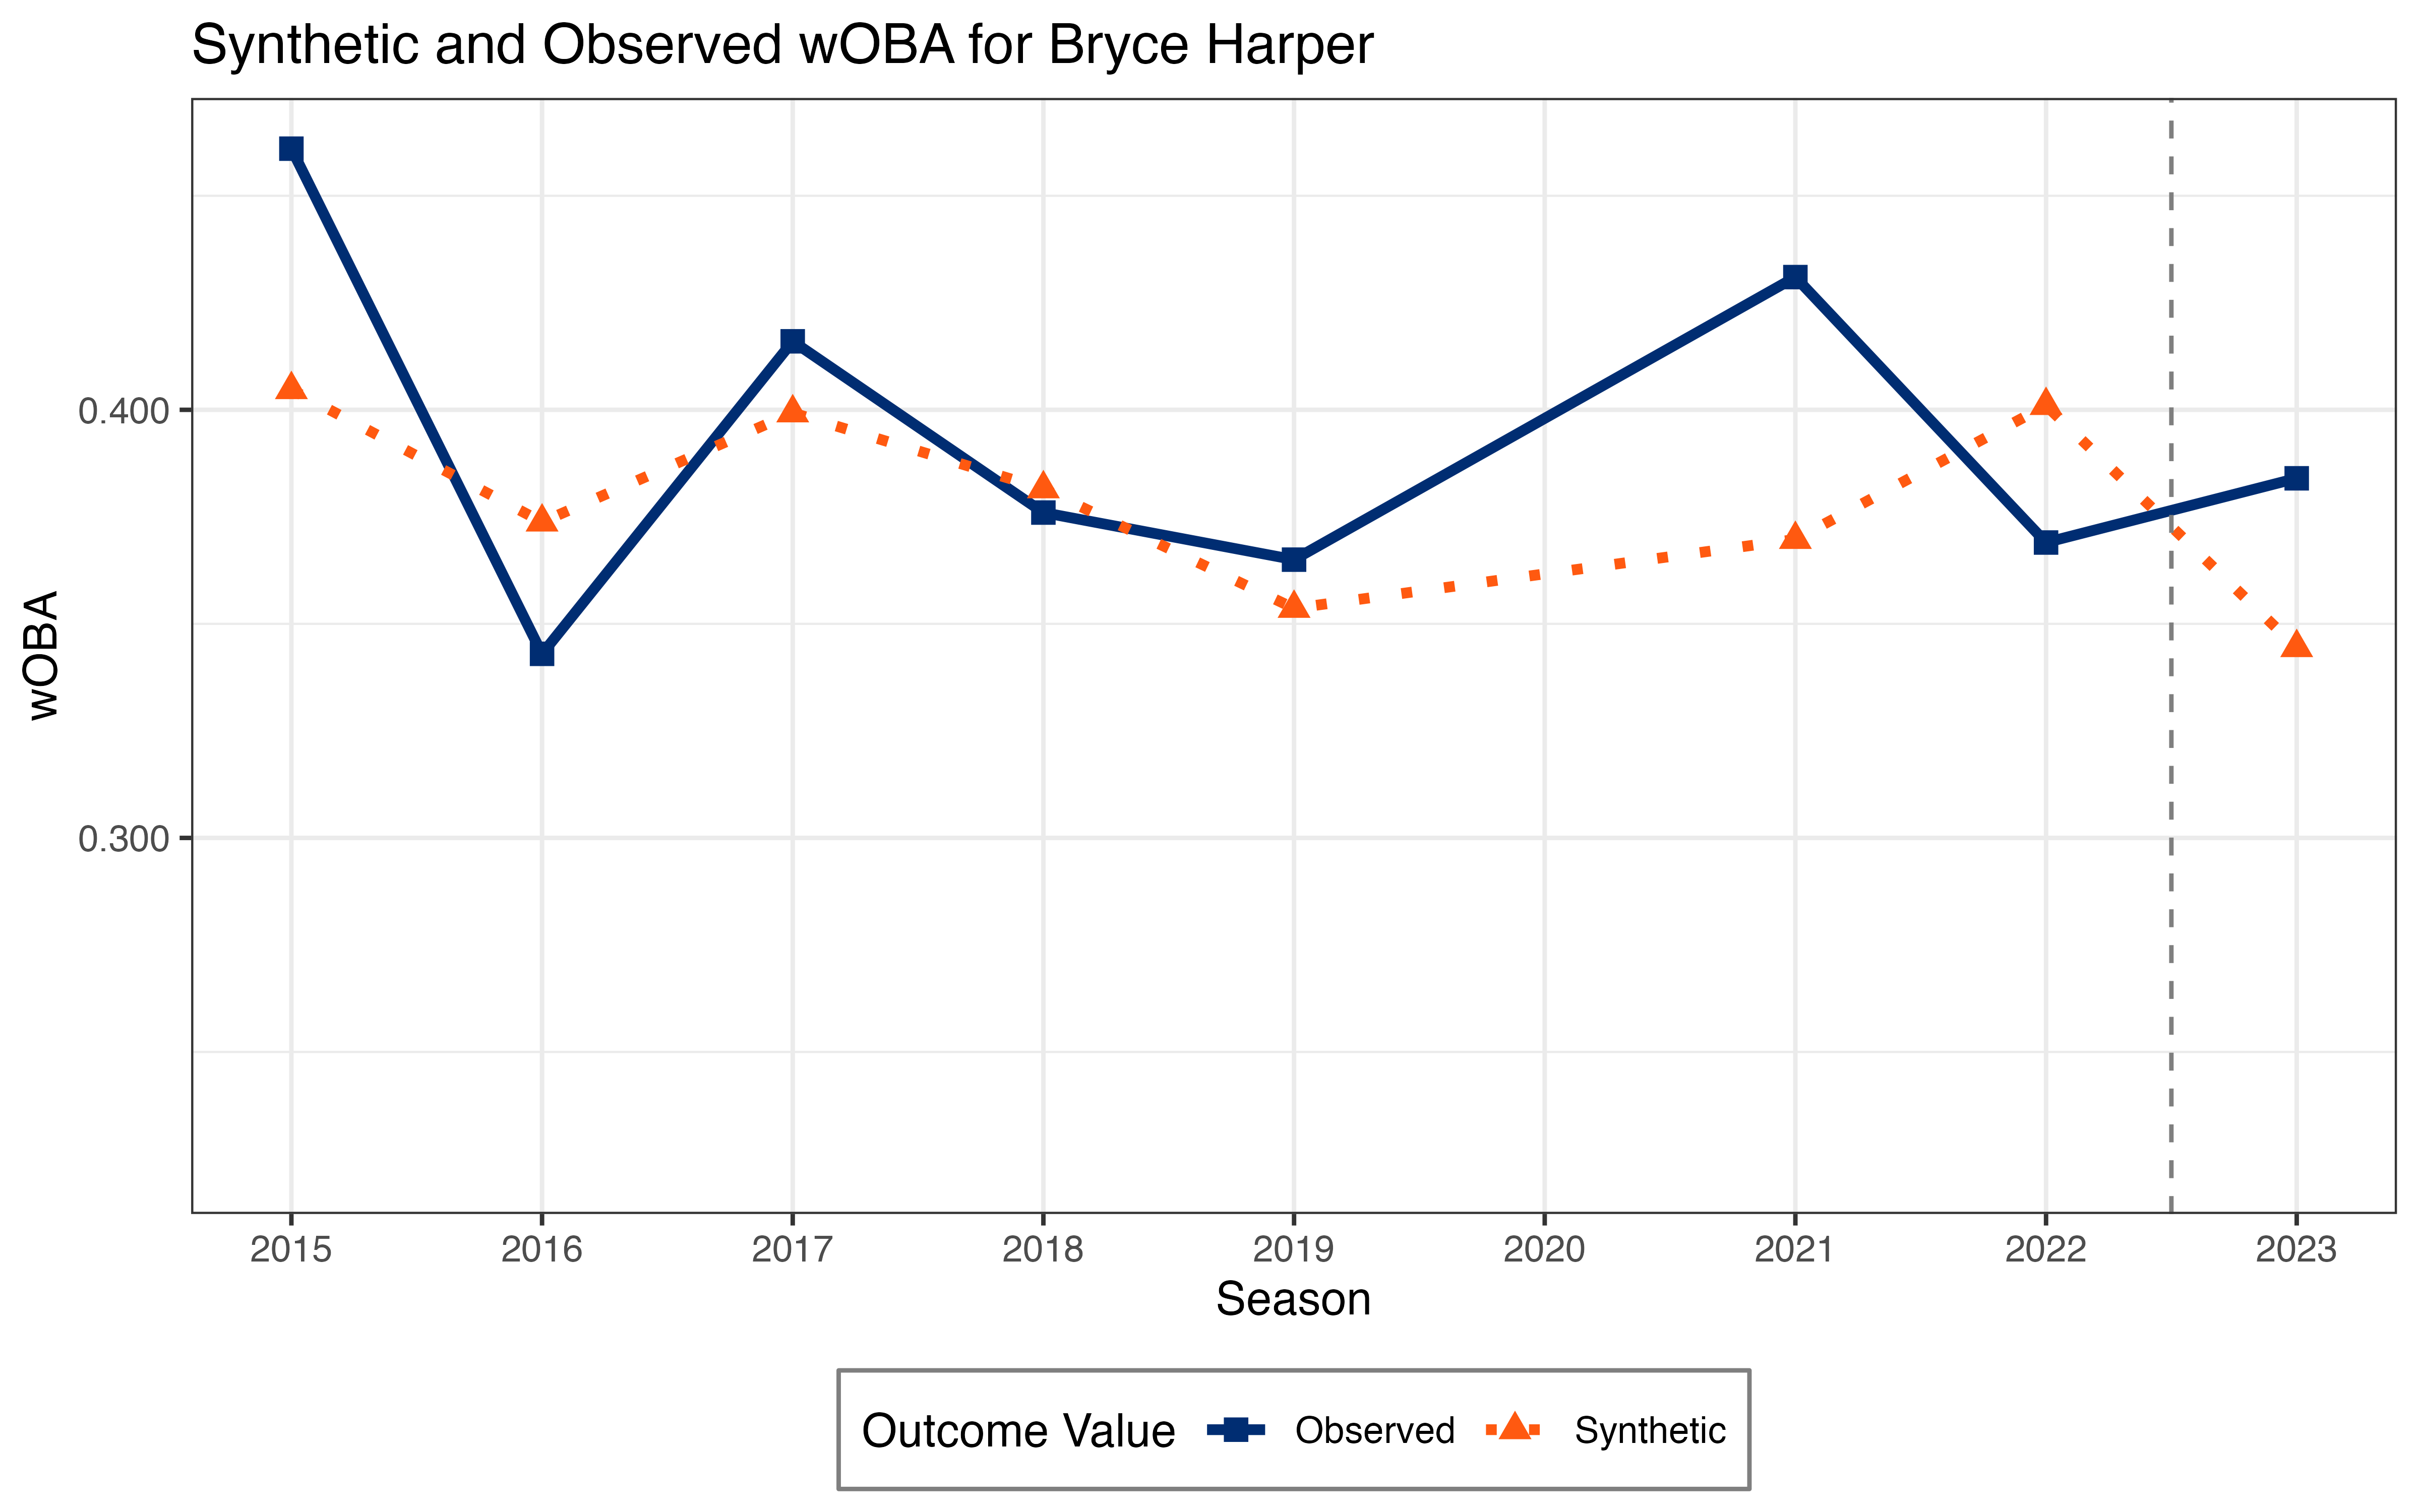 Synthetic and Observed wOBA for Bryce Harper
wOBA
0.400
0.300
2015 2016 2017 2018 2019 2020 2021 2022 2023
Season
Outcome Value Observed Synthetic